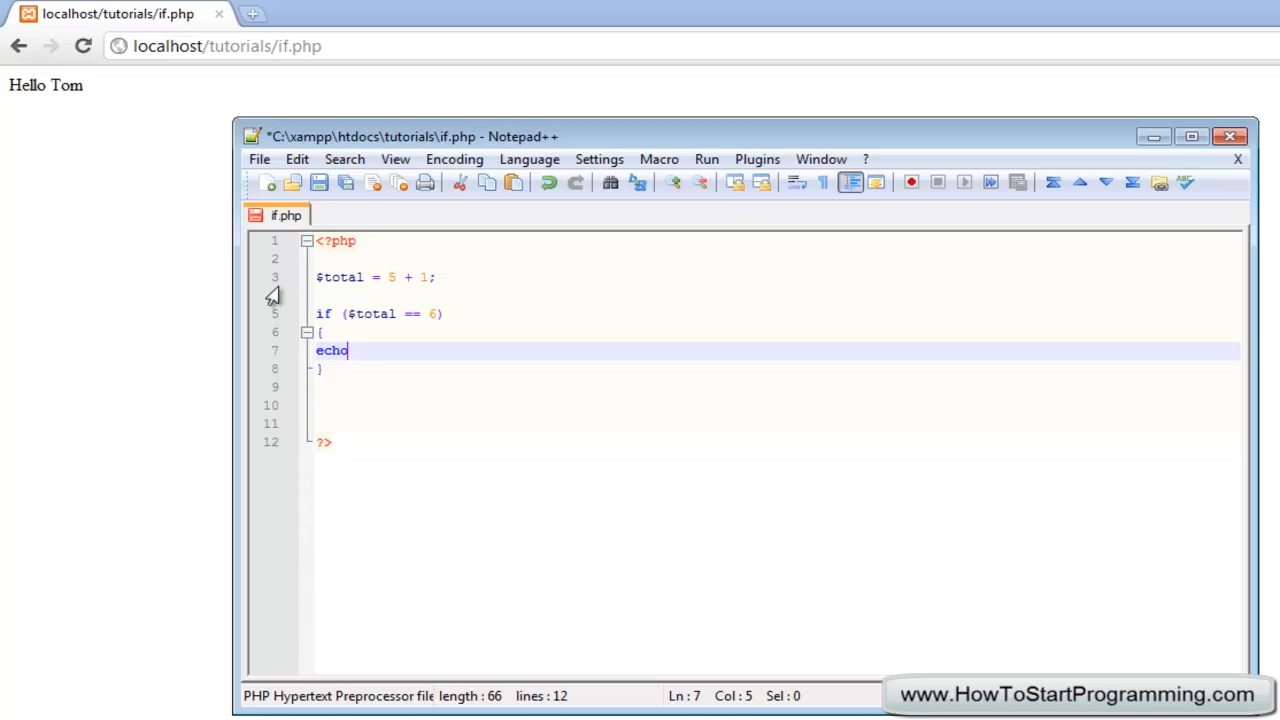 localhost/tutorials/if.php
localhost/tutorials/if.php
Hello Tom
*C:\xampp\htdocs\tutorials\if.php - Notepad++
File Edit Search View Encoding Language Settings Macro Run Plugins Window ? X
if.php
1 <?php
2
3 $total = 5 + 1;
5 if ($total == 6)
6 {
7 echo
8 }
9
10
11
12 ?>
PHP Hypertext Preprocessor file length : 66 lines : 12 Ln : 7 Col : 5 Sel : 0
www.HowToStartProgramming.com